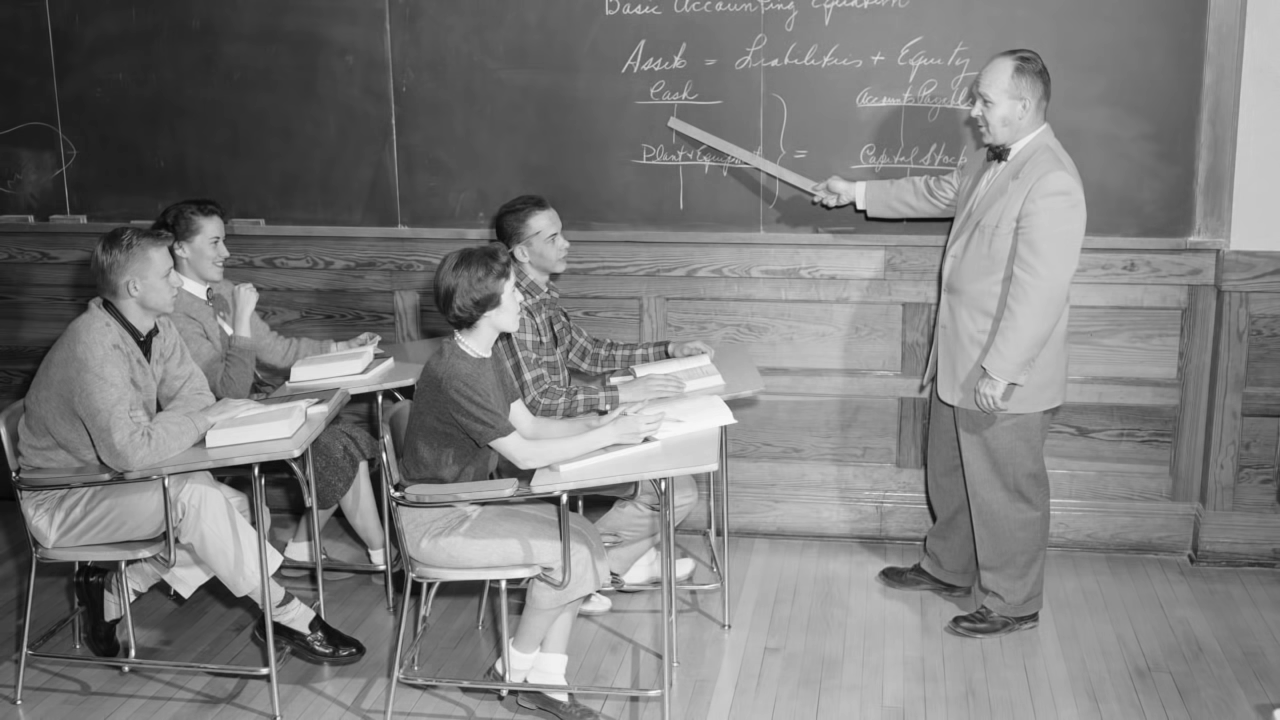 Basic Accounting Equation
Assets = Liabilities + Equity
Cash Accounts Payable
Plant + Equipment = Capital Stock